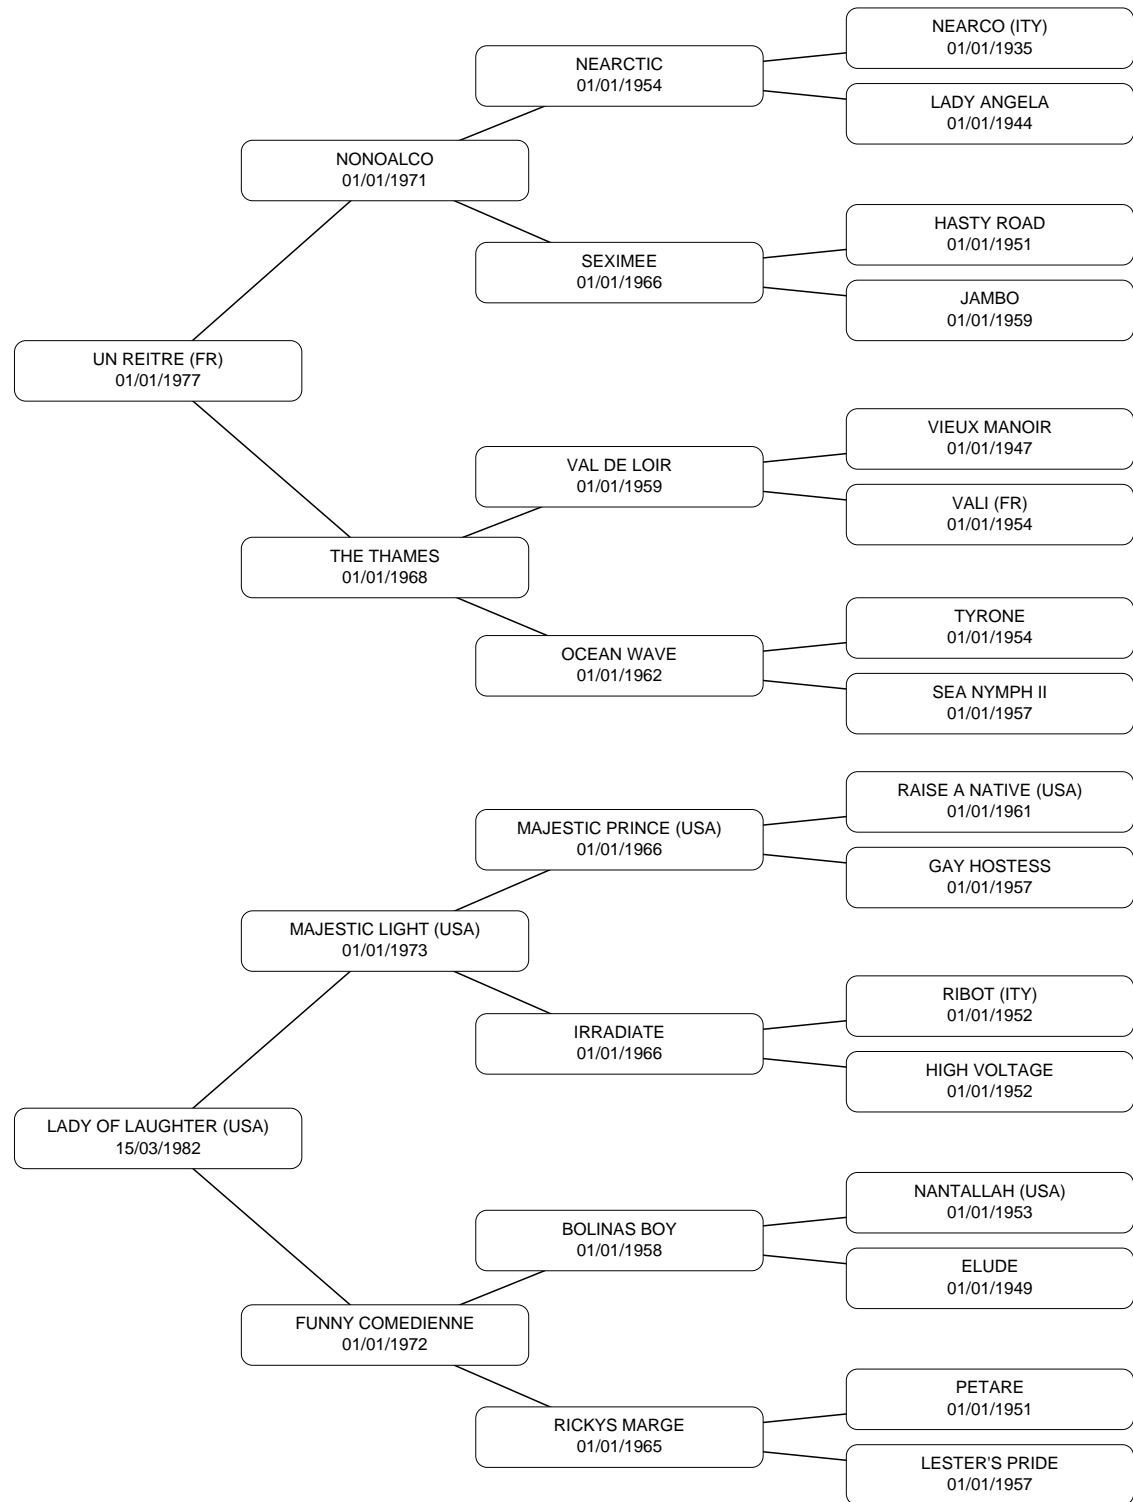 NEARCO (ITY)
01/01/1935
NEARCTIC
01/01/1954
LADY ANGELA
01/01/1944
NONOALCO
01/01/1971
HASTY ROAD
01/01/1951
SEXIMEE
01/01/1966
JAMBO
01/01/1959
UN REITRE (FR)
01/01/1977
VIEUX MANOIR
01/01/1947
VAL DE LOIR
01/01/1959
VALI (FR)
01/01/1954
THE THAMES
01/01/1968
TYRONE
01/01/1954
OCEAN WAVE
01/01/1962
SEA NYMPH II
01/01/1957
RAISE A NATIVE (USA)
01/01/1961
MAJESTIC PRINCE (USA)
01/01/1966
GAY HOSTESS
01/01/1957
MAJESTIC LIGHT (USA)
01/01/1973
RIBOT (ITY)
01/01/1952
IRRADIATE
01/01/1966
HIGH VOLTAGE
01/01/1952
LADY OF LAUGHTER (USA)
15/03/1982
NANTALLAH (USA)
01/01/1953
BOLINAS BOY
01/01/1958
ELUDE
01/01/1949
FUNNY COMEDIENNE
01/01/1972
PETARE
01/01/1951
RICKYS MARGE
01/01/1965
LESTER'S PRIDE
01/01/1957